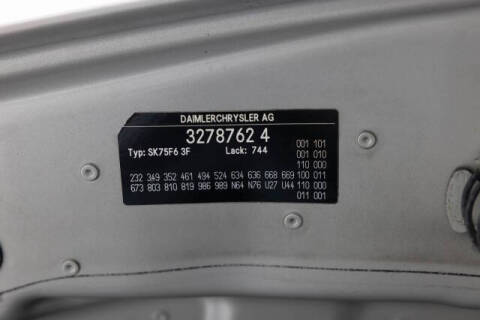 DAIMLERCHRYSLER AG
3278762 4
Typ: SK75F6 3F Lack: 744
001 101
001 010
110 000
232 349 352 461 494 524 634 636 668 669 100 011
673 803 810 819 986 989 N64 N76 U27 U44 110 000
011 001